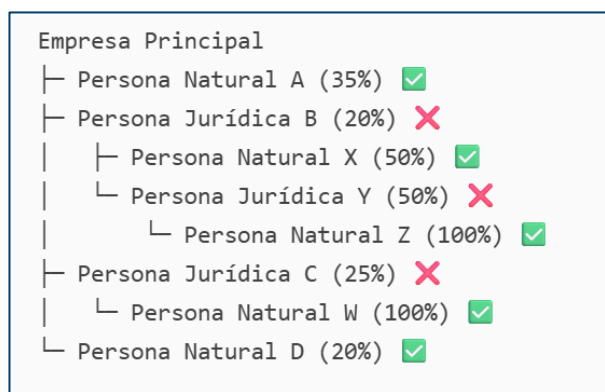 Empresa Principal
├─ Persona Natural A (35%) ✅
├─ Persona Jurídica B (20%) ❌
│   ├─ Persona Natural X (50%) ✅
│   └─ Persona Jurídica Y (50%) ❌
│       └─ Persona Natural Z (100%) ✅
├─ Persona Jurídica C (25%) ❌
│   └─ Persona Natural W (100%) ✅
└─ Persona Natural D (20%) ✅